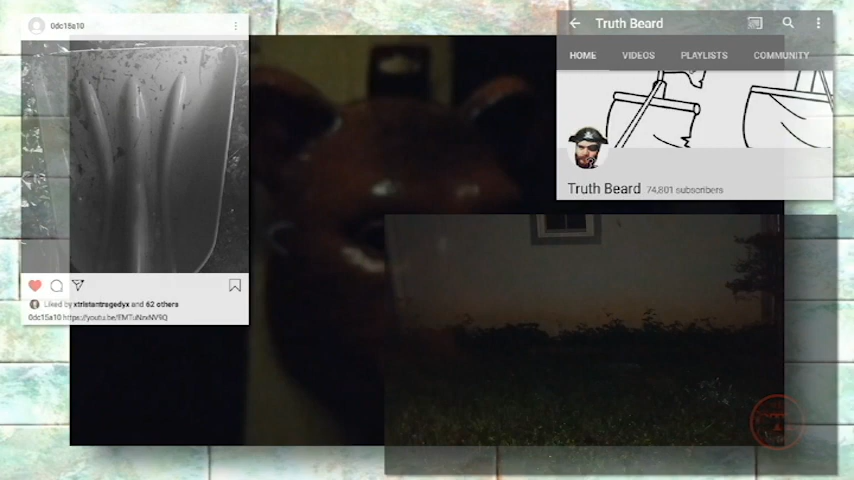 0dc15a10
Liked by xtristantragedyx and 62 others
0dc15a10 https://youtu.be/EMTuNrxNV9Q
Truth Beard
HOME VIDEOS PLAYLISTS COMMUNITY
Truth Beard 74,801 subscribers